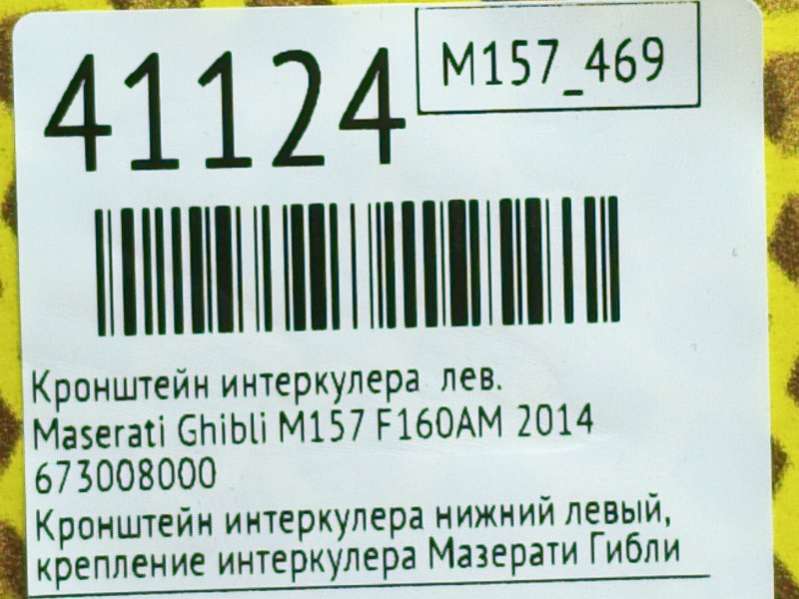 41124
M157_469
Кронштейн интеркулера лев.
Maserati Ghibli M157 F160AM 2014
673008000
Кронштейн интеркулера нижний левый,
крепление интеркулера Мазерати Гибли